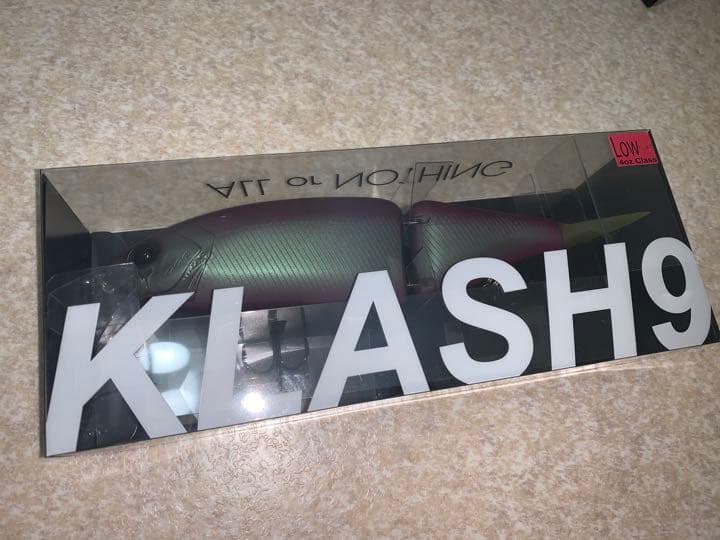 LOW
4oz Class
ALL or NOTHING
KLASH9